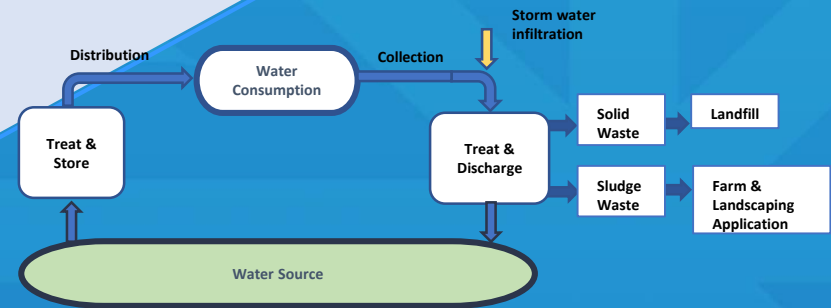 Storm water
infiltration
Distribution
Collection
Water
Consumption
Treat &
Store
Treat &
Discharge
Solid
Waste
Landfill
Sludge
Waste
Farm &
Landscaping
Application
Water Source